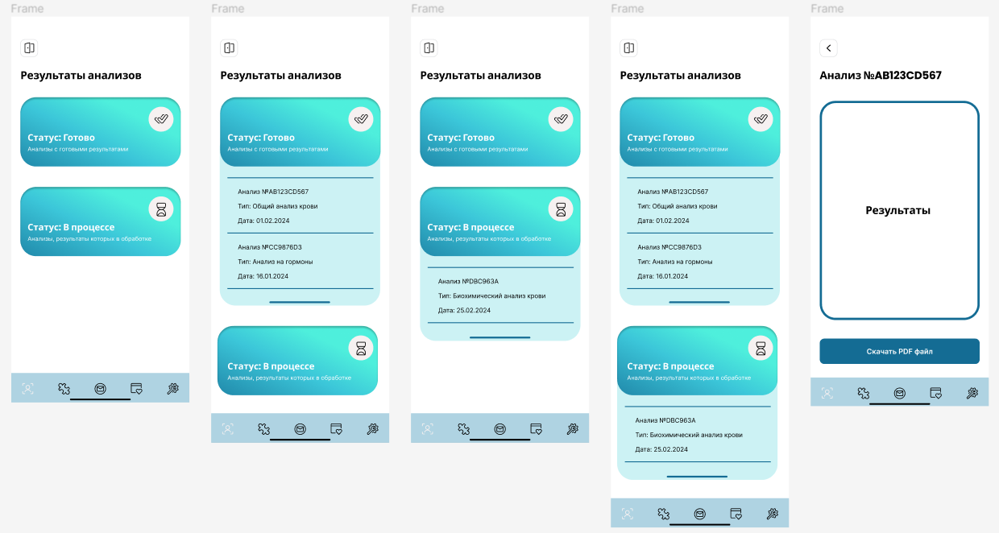 Frame
Результаты анализов
Статус: Готово
Анализы с готовыми результатами
Статус: В процессе
Анализы, результаты которых в обработке
Frame
Результаты анализов
Статус: Готово
Анализы с готовыми результатами
Анализ №AB123CD567
Тип: Общий анализ крови
Дата: 01.02.2024
Анализ №CC9876D3
Тип: Анализ на гормоны
Дата: 16.01.2024
Статус: В процессе
Анализы, результаты которых в обработке
Frame
Результаты анализов
Статус: Готово
Анализы с готовыми результатами
Статус: В процессе
Анализы, результаты которых в обработке
Анализ №DBC963A
Тип: Биохимический анализ крови
Дата: 25.02.2024
Frame
Результаты анализов
Статус: Готово
Анализы с готовыми результатами
Анализ №AB123CD567
Тип: Общий анализ крови
Дата: 01.02.2024
Анализ №CC9876D3
Тип: Анализ на гормоны
Дата: 16.01.2024
Статус: В процессе
Анализы, результаты которых в обработке
Анализ №DBC963A
Тип: Биохимический анализ крови
Дата: 25.02.2024
Frame
Анализ №AB123CD567
Результаты
Скачать PDF файл